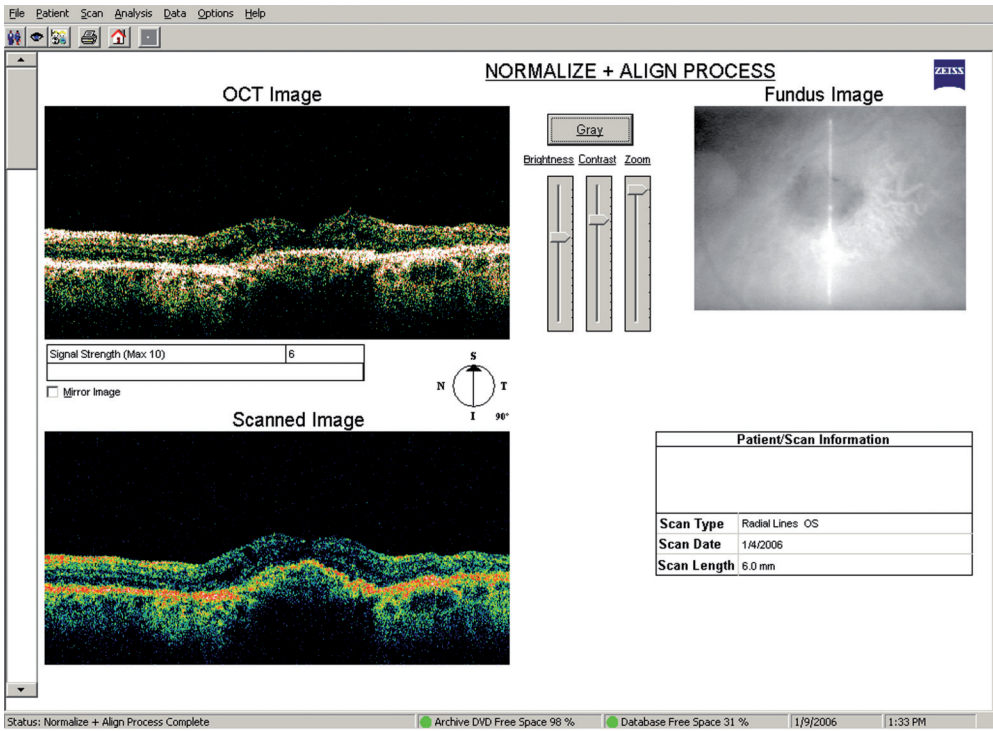 File Patient Scan Analysis Data Options Help
NORMALIZE + ALIGN PROCESS
ZEISS
OCT Image
Fundus Image
Gray
Brightness Contrast Zoom
Signal Strength (Max 10) 6
Mirror Image
S
N T
I 90°
Scanned Image
Patient/Scan Information
Scan Type Radial Lines OS
Scan Date 1/4/2006
Scan Length 6.0 mm
Status: Normalize + Align Process Complete Archive DVD Free Space 98 % Database Free Space 31 % 1/9/2006 1:33 PM